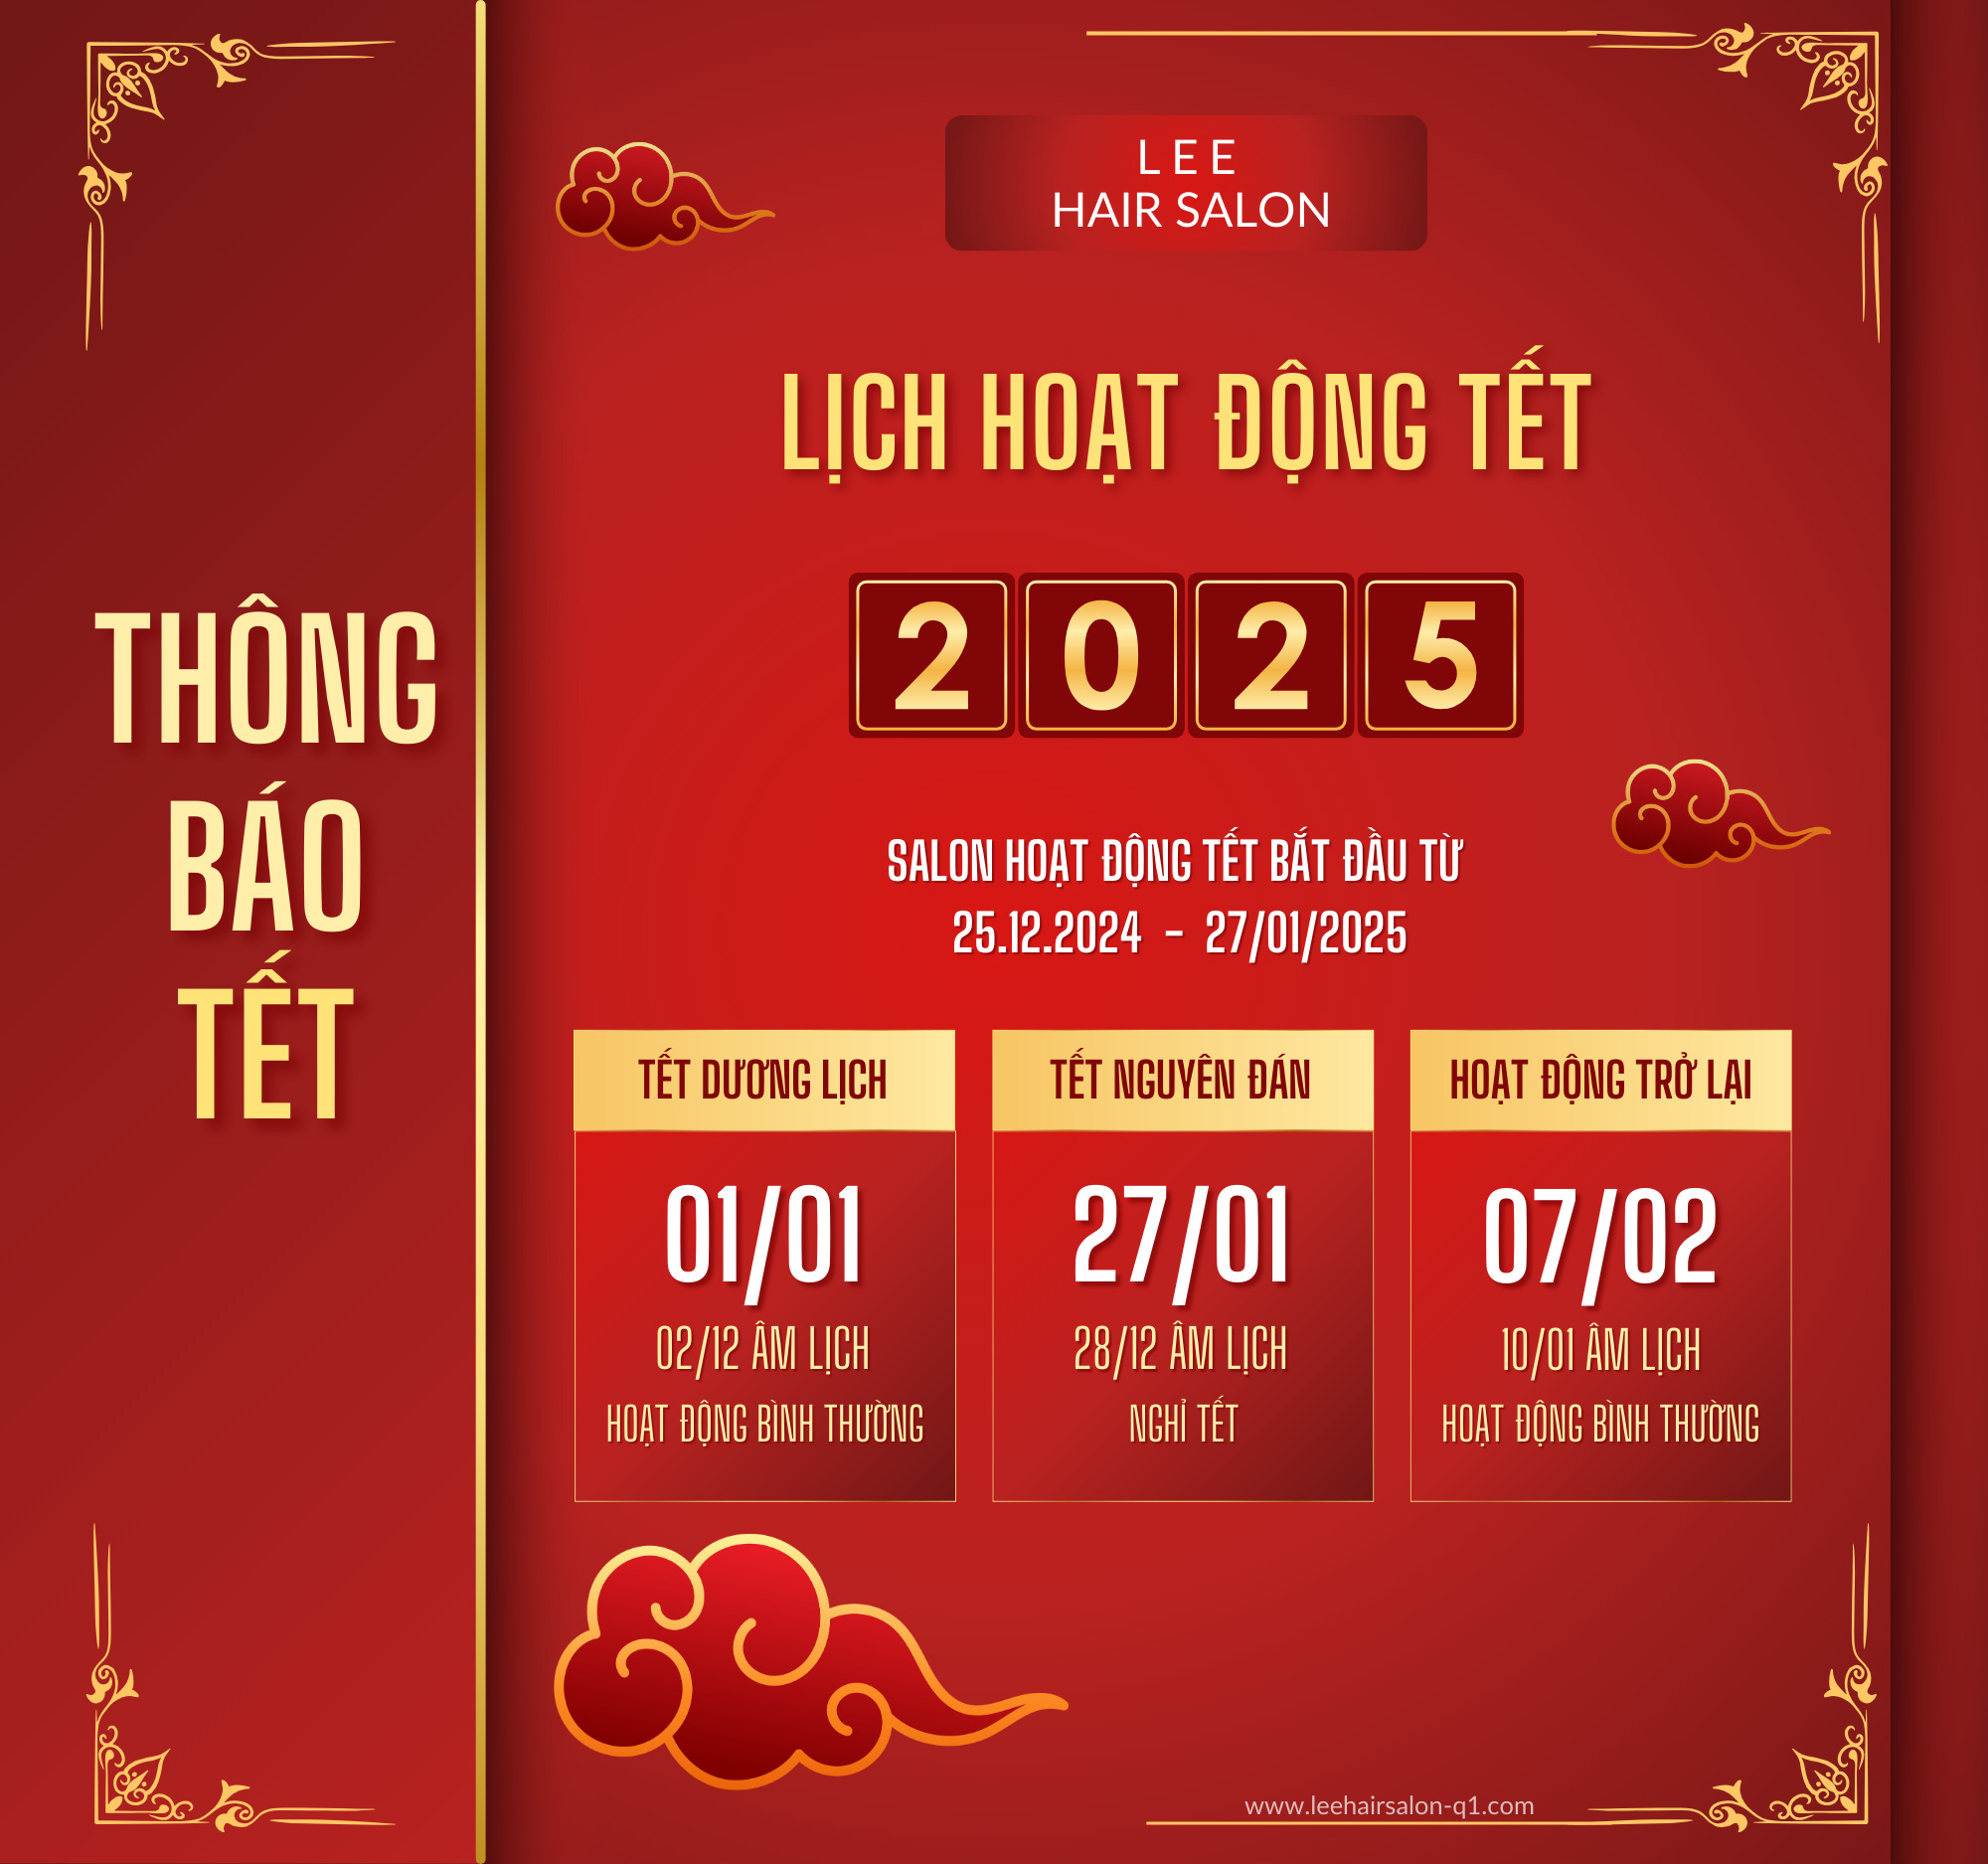 THÔNG
BÁO
TẾT
LEE
HAIR SALON
LỊCH HOẠT ĐỘNG TẾT
2025
SALON HOẠT ĐỘNG TẾT BẮT ĐẦU TỪ
25.12.2024 - 27/01/2025
TẾT DƯƠNG LỊCH
01/01
02/12 ÂM LỊCH
HOẠT ĐỘNG BÌNH THƯỜNG
TẾT NGUYÊN ĐÁN
27/01
28/12 ÂM LỊCH
NGHỈ TẾT
HOẠT ĐỘNG TRỞ LẠI
07/02
10/01 ÂM LỊCH
HOẠT ĐỘNG BÌNH THƯỜNG
www.leehairsalon-q1.com